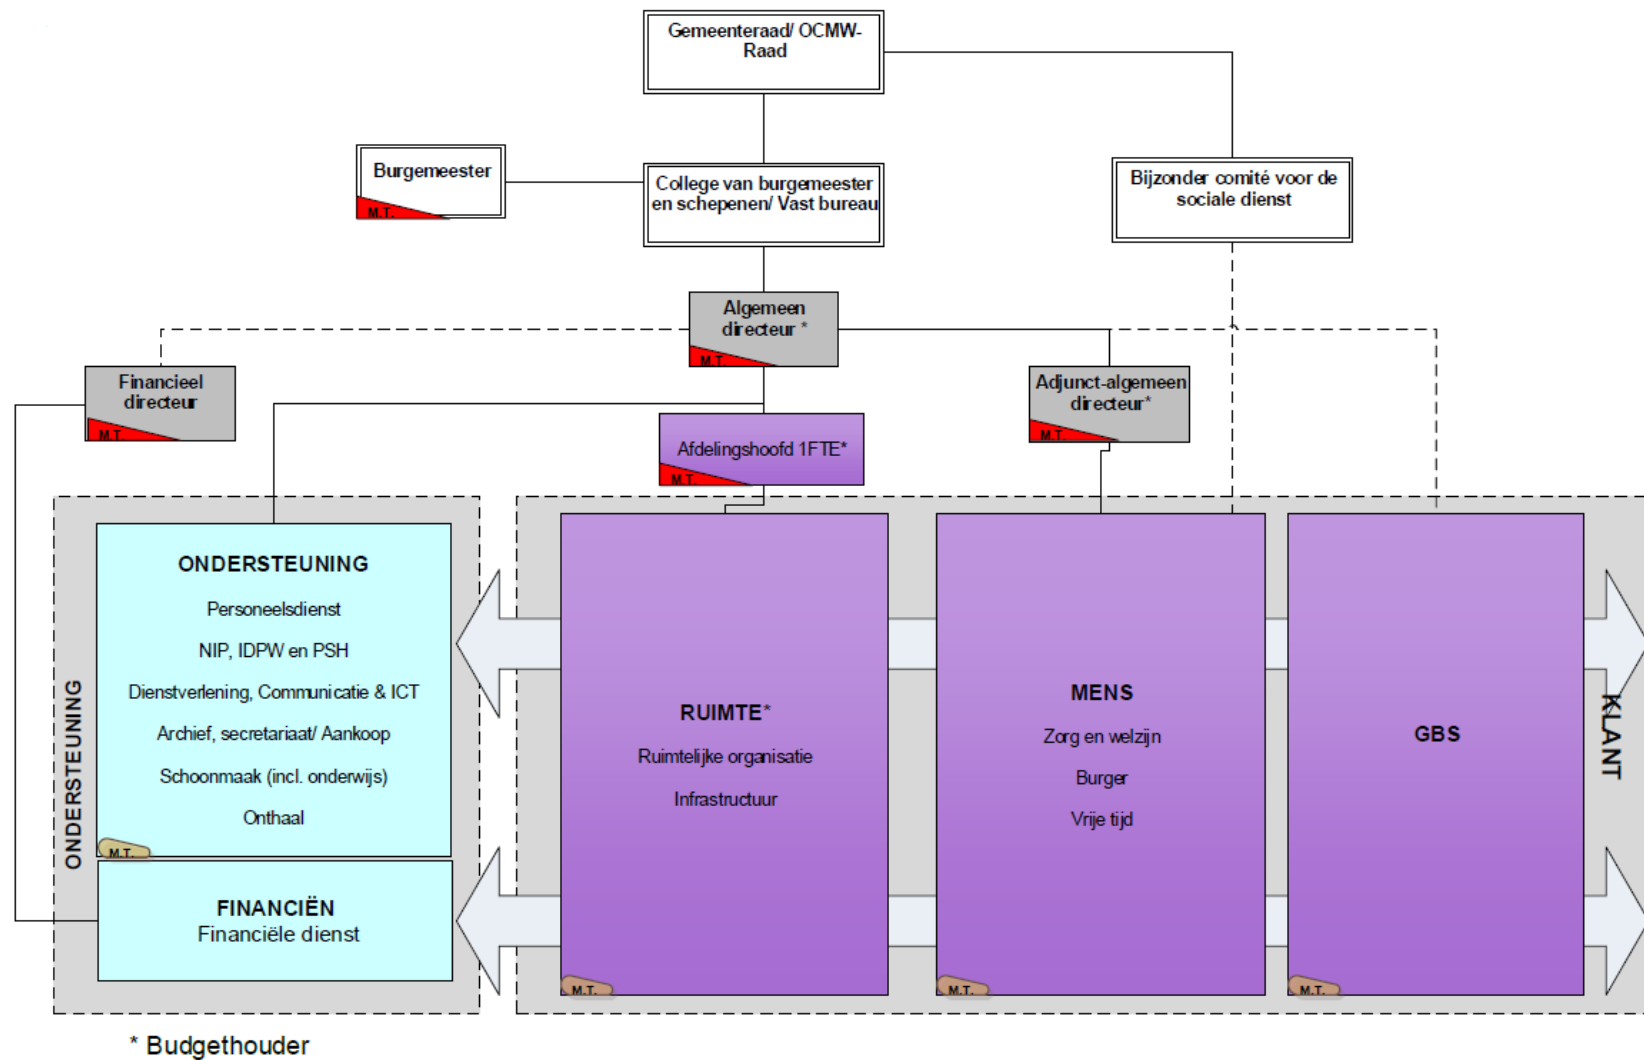 Gemeenteraad/ OCMW-
Raad
Burgemeester
M.T.
College van burgemeester
en schepenen/ Vast bureau
Bijzonder comité voor de
sociale dienst
Algemeen
directeur *
M.T.
Financieel
directeur
M.T.
Adjunct-algemeen
directeur*
M.T.
Afdelingshoofd 1FTE*
M.T.
ONDERSTEUNING
ONDERSTEUNING
Personeelsdienst
NIP, IDPW en PSH
Dienstverlening, Communicatie & ICT
Archief, secretariaat/ Aankoop
Schoonmaak (incl. onderwijs)
Onthaal
M.T.
FINANCIËN
Financiële dienst
RUIMTE*
Ruimtelijke organisatie
Infrastructuur
M.T.
MENS
Zorg en welzijn
Burger
Vrije tijd
M.T.
GBS
M.T.
KLANT
* Budgethouder